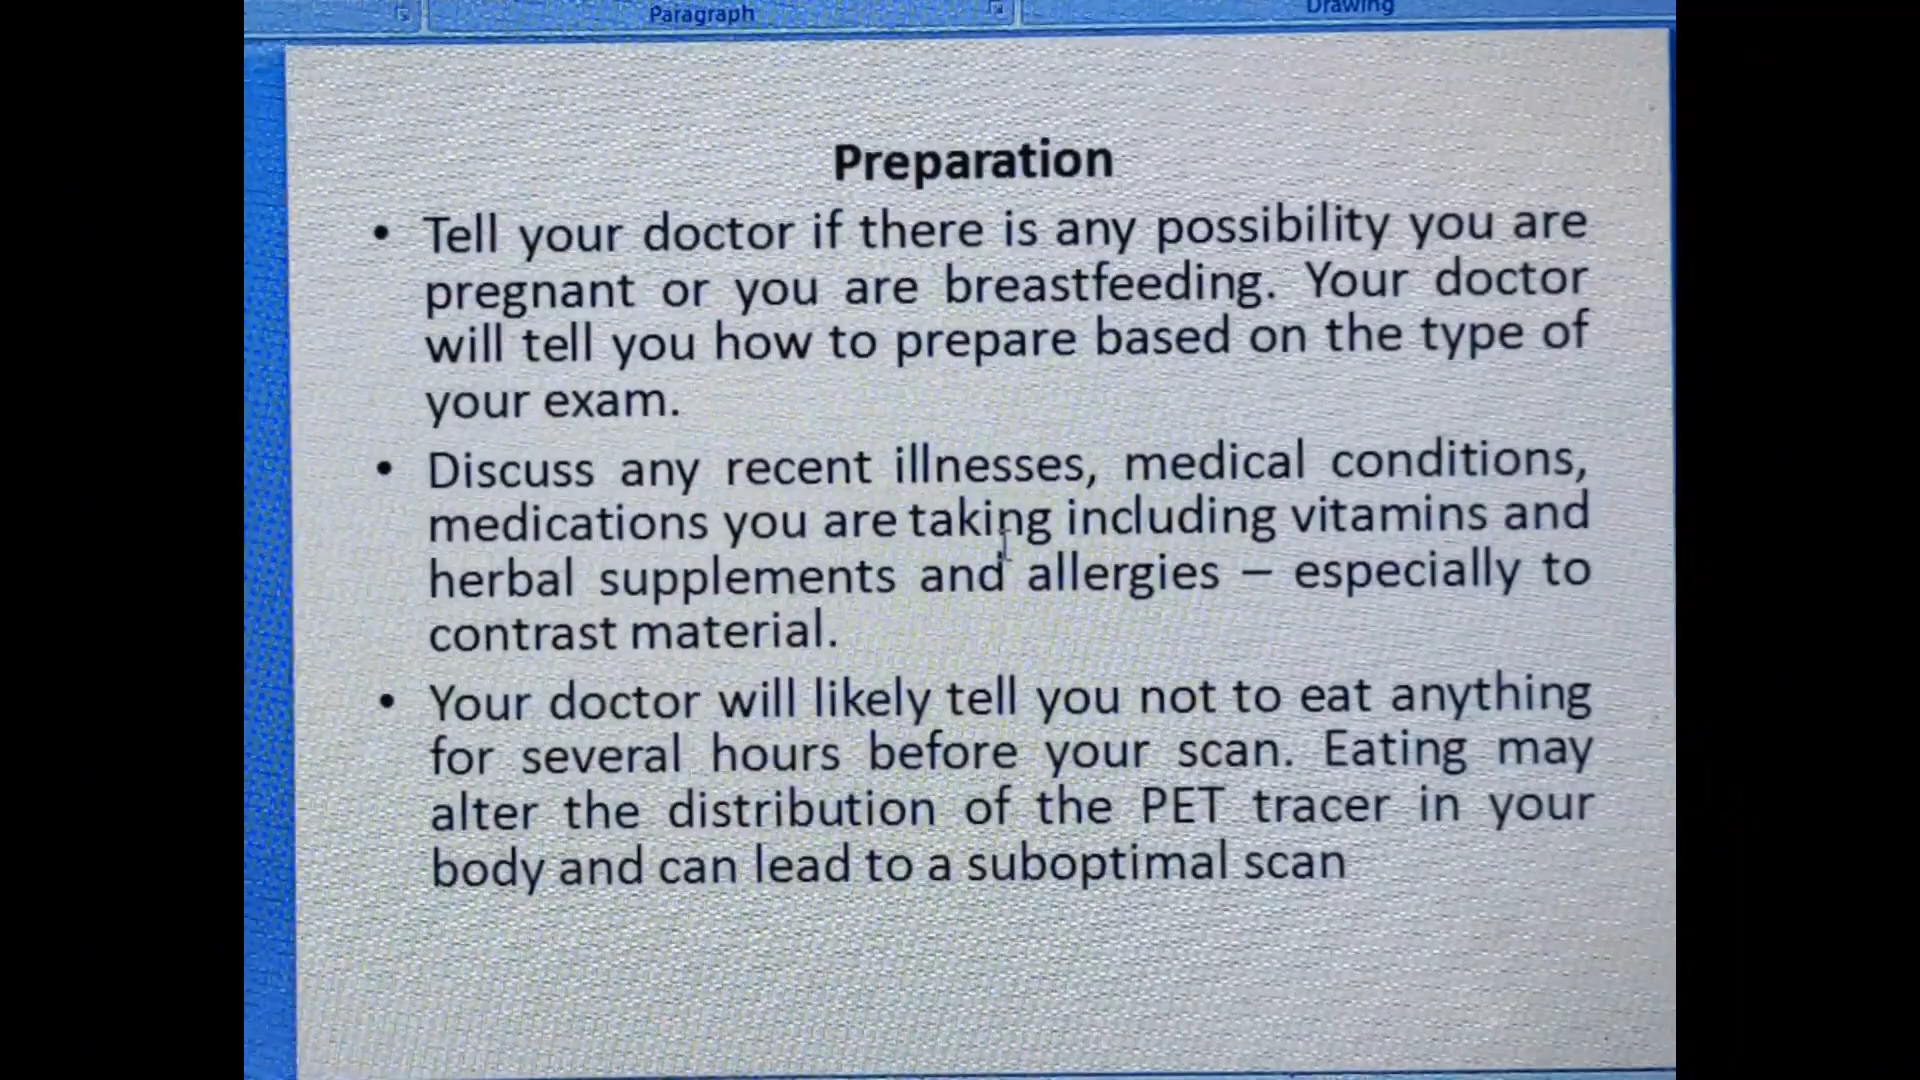 Paragraph
Drawing
Preparation
• Tell your doctor if there is any possibility you are
pregnant or you are breastfeeding. Your doctor
will tell you how to prepare based on the type of
your exam.
• Discuss any recent illnesses, medical conditions,
medications you are taking including vitamins and
herbal supplements and allergies – especially to
contrast material.
• Your doctor will likely tell you not to eat anything
for several hours before your scan. Eating may
alter the distribution of the PET tracer in your
body and can lead to a suboptimal scan